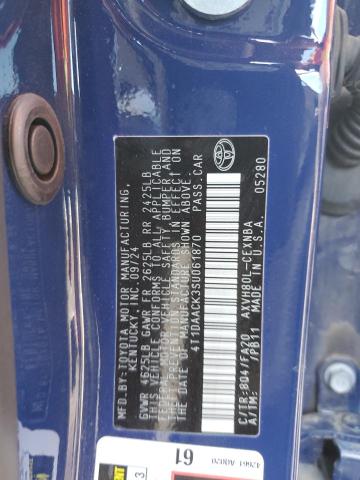 MFD.BY:TOYOTA MOTOR MANUFACTURING,
KENTUCKY,INC. 09/24
GVWR 4625LB GAWR FR 2625LB RR 2425LB
THIS VEHICLE CONFORMS TO ALL APPLICABLE
FEDERAL MOTOR VEHICLE SAFETY, BUMPER, AND
THEFT PREVENTION STANDARDS IN EFFECT ON
THE DATE OF MANUFACTURE SHOWN ABOVE.
4T1DAACK3SU061870 PASS.CAR
05280
C/TR:8Q4/FA20 AXVH80L-CEXNBA
A/TM: /PB11 MADE IN U.S.A.
TOYOTA
61